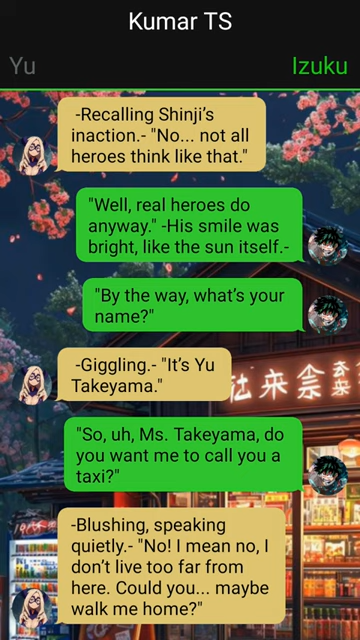 Kumar TS
Yu Izuku
-Recalling Shinji’s
inaction.- "No... not all
heroes think like that."
"Well, real heroes do
anyway." -His smile was
bright, like the sun itself.-
"By the way, what’s your
name?"
-Giggling.- "It’s Yu
Takeyama."
"So, uh, Ms. Takeyama, do
you want me to call you a
taxi?"
-Blushing, speaking
quietly.- "No! I mean no, I
don’t live too far from
here. Could you... maybe
walk me home?"